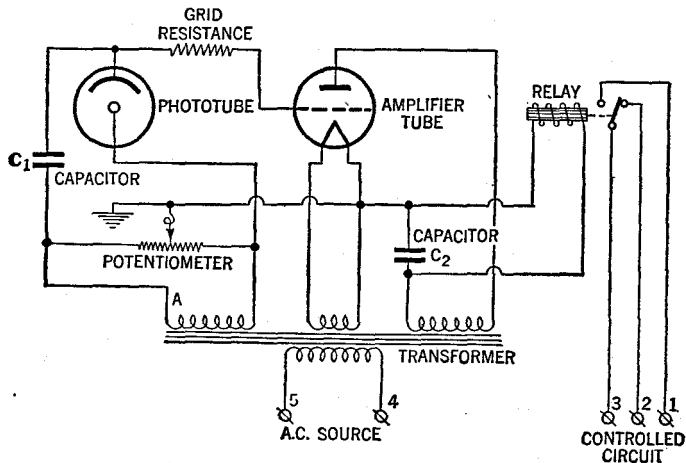 GRID
RESISTANCE
PHOTOTUBE
AMPLIFIER
TUBE
RELAY
C1
CAPACITOR
CAPACITOR
C2
POTENTIOMETER
A
TRANSFORMER
5
4
A.C. SOURCE
3
2
1
CONTROLLED
CIRCUIT